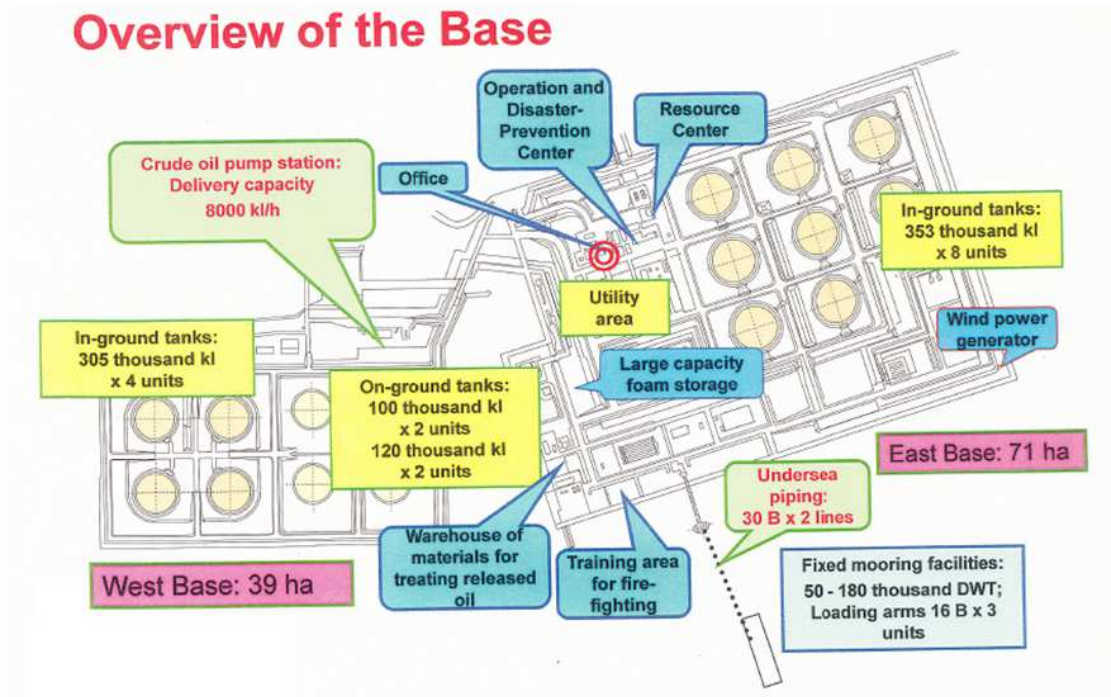 Overview of the Base
Operation and
Disaster-
Prevention
Center
Resource
Center
Crude oil pump station:
Delivery capacity
8000 kl/h
Office
In-ground tanks:
353 thousand kl
x 8 units
Utility
area
Wind power
generator
In-ground tanks:
305 thousand kl
x 4 units
Large capacity
foam storage
On-ground tanks:
100 thousand kl
x 2 units
120 thousand kl
x 2 units
East Base: 71 ha
Undersea
piping:
30 B x 2 lines
Warehouse of
materials for
treating released
oil
Training area
for fire-
fighting
Fixed mooring facilities:
50 - 180 thousand DWT;
Loading arms 16 B x 3
units
West Base: 39 ha